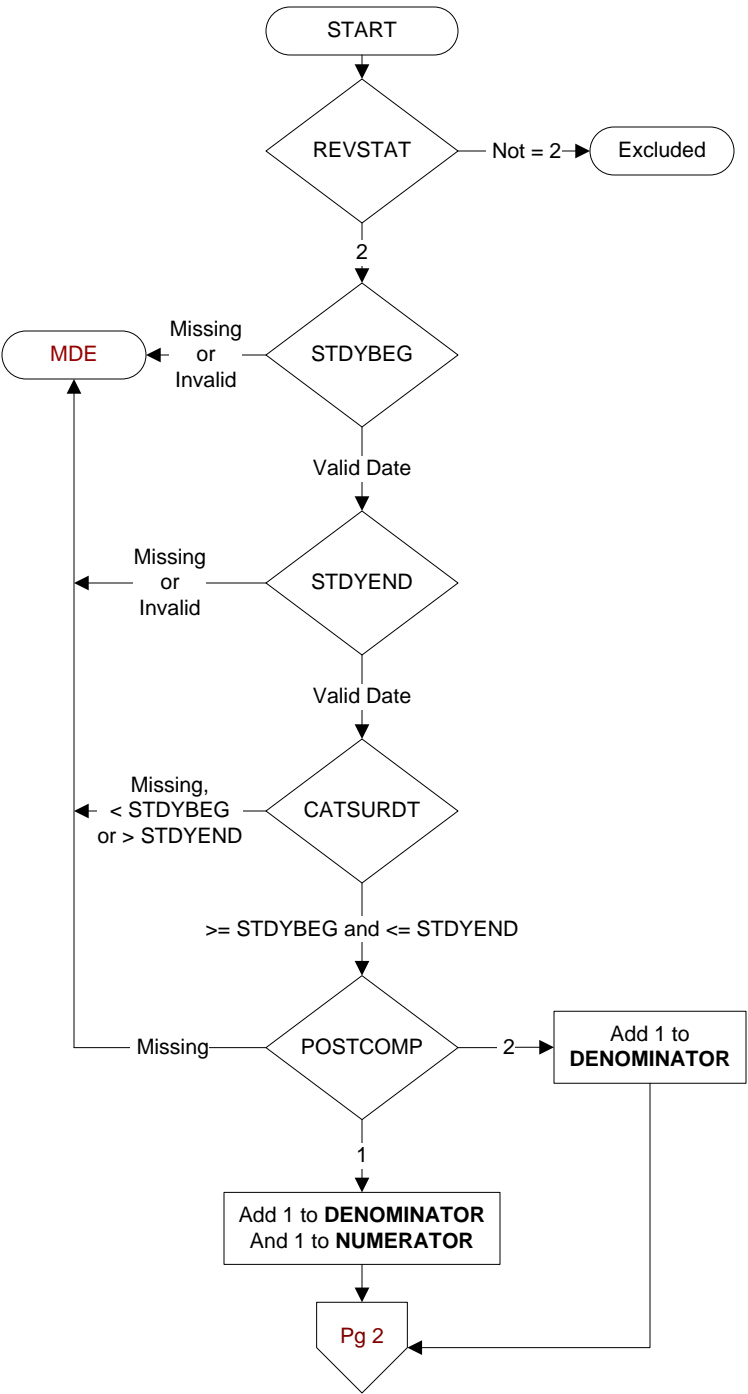 START
REVSTAT
Not = 2
Excluded
2
STDYBEG
Missing
or
Invalid
MDE
Valid Date
STDYEND
Missing
or
Invalid
Valid Date
CATSURDT
Missing,
< STDYBEG
or > STDYEND
>= STDYBEG and <= STDYEND
POSTCOMP
Missing
2
Add 1 to
DENOMINATOR
1
Add 1 to DENOMINATOR
And 1 to NUMERATOR
Pg 2